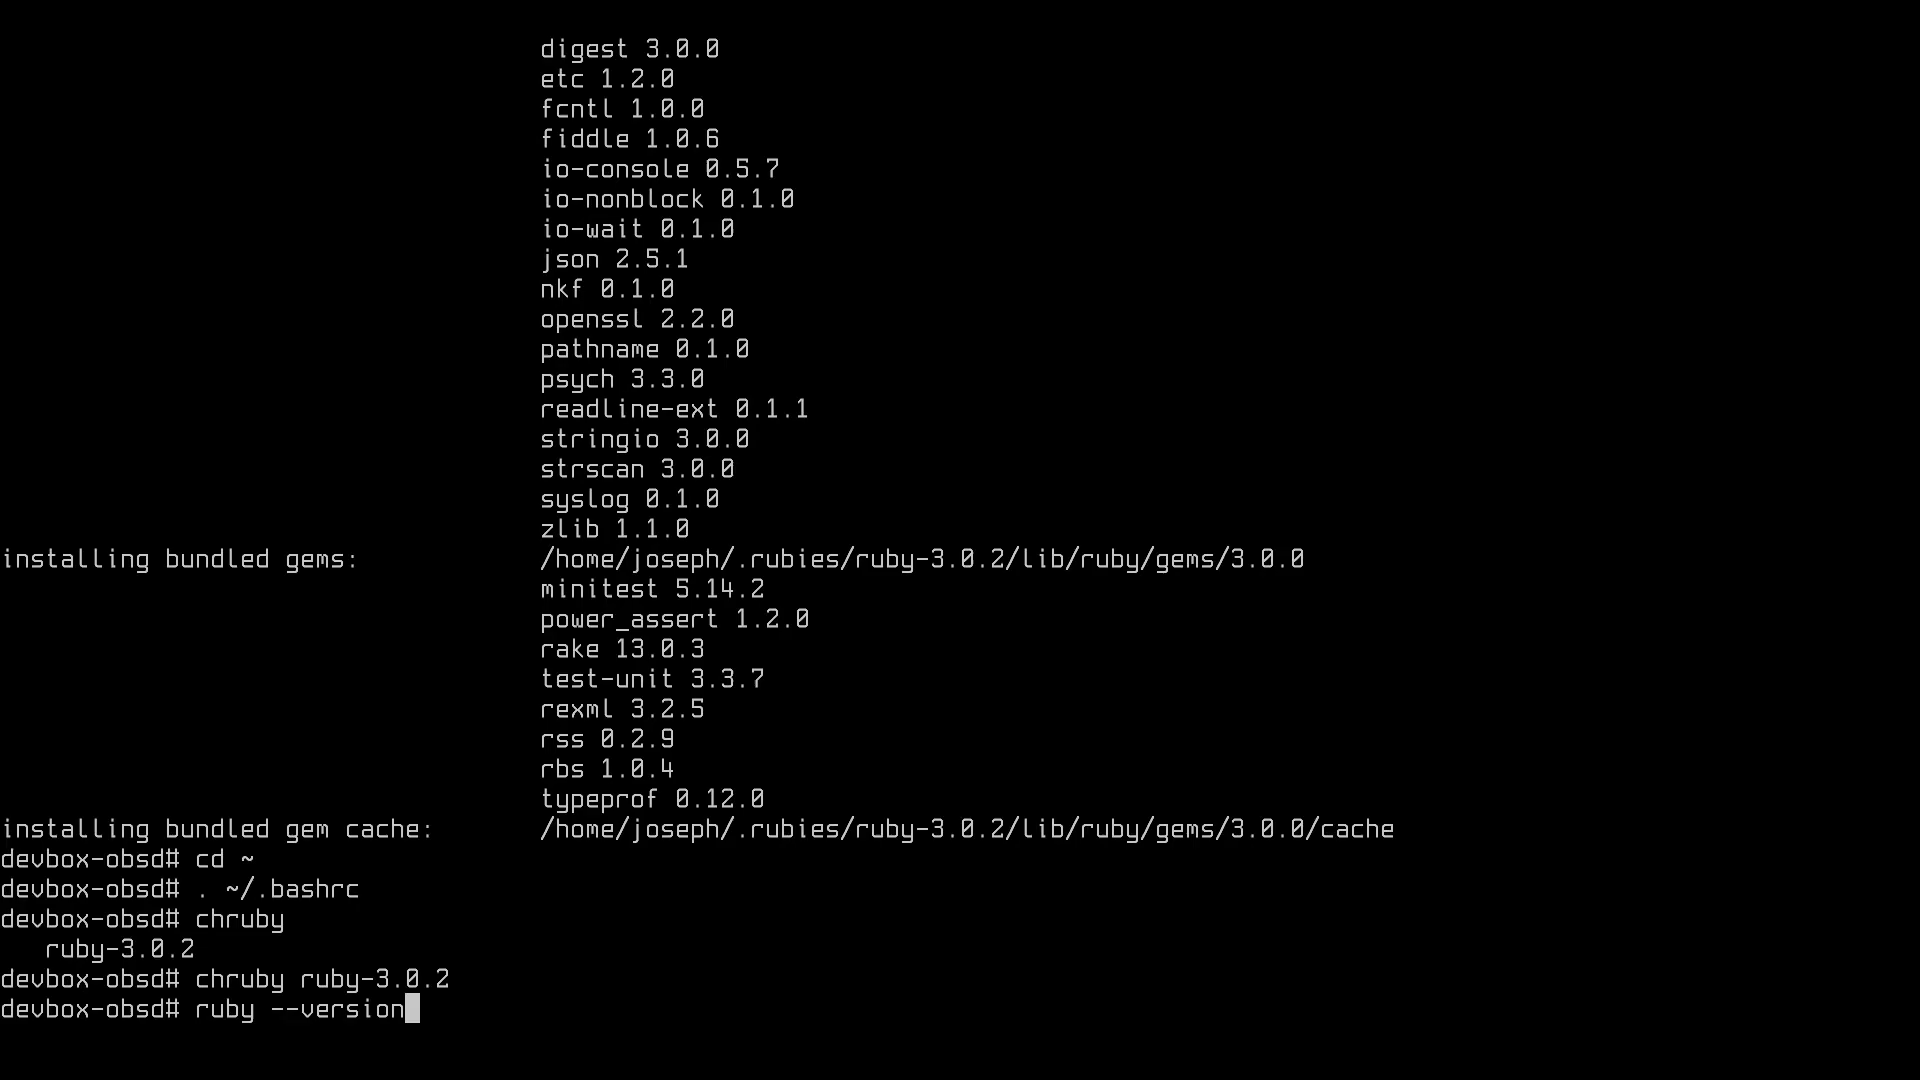 digest 3.0.0
etc 1.2.0
fcntl 1.0.0
fiddle 1.0.6
io-console 0.5.7
io-nonblock 0.1.0
io-wait 0.1.0
json 2.5.1
nkf 0.1.0
openssl 2.2.0
pathname 0.1.0
psych 3.3.0
readline-ext 0.1.1
stringio 3.0.0
strscan 3.0.0
syslog 0.1.0
zlib 1.1.0
installing bundled gems: /home/joseph/.rubies/ruby-3.0.2/lib/ruby/gems/3.0.0
minitest 5.14.2
power_assert 1.2.0
rake 13.0.3
test-unit 3.3.7
rexml 3.2.5
rss 0.2.9
rbs 1.0.4
typeprof 0.12.0
installing bundled gem cache: /home/joseph/.rubies/ruby-3.0.2/lib/ruby/gems/3.0.0/cache
devbox-obsd# cd ~
devbox-obsd# . ~/.bashrc
devbox-obsd# chruby
ruby-3.0.2
devbox-obsd# chruby ruby-3.0.2
devbox-obsd# ruby --version